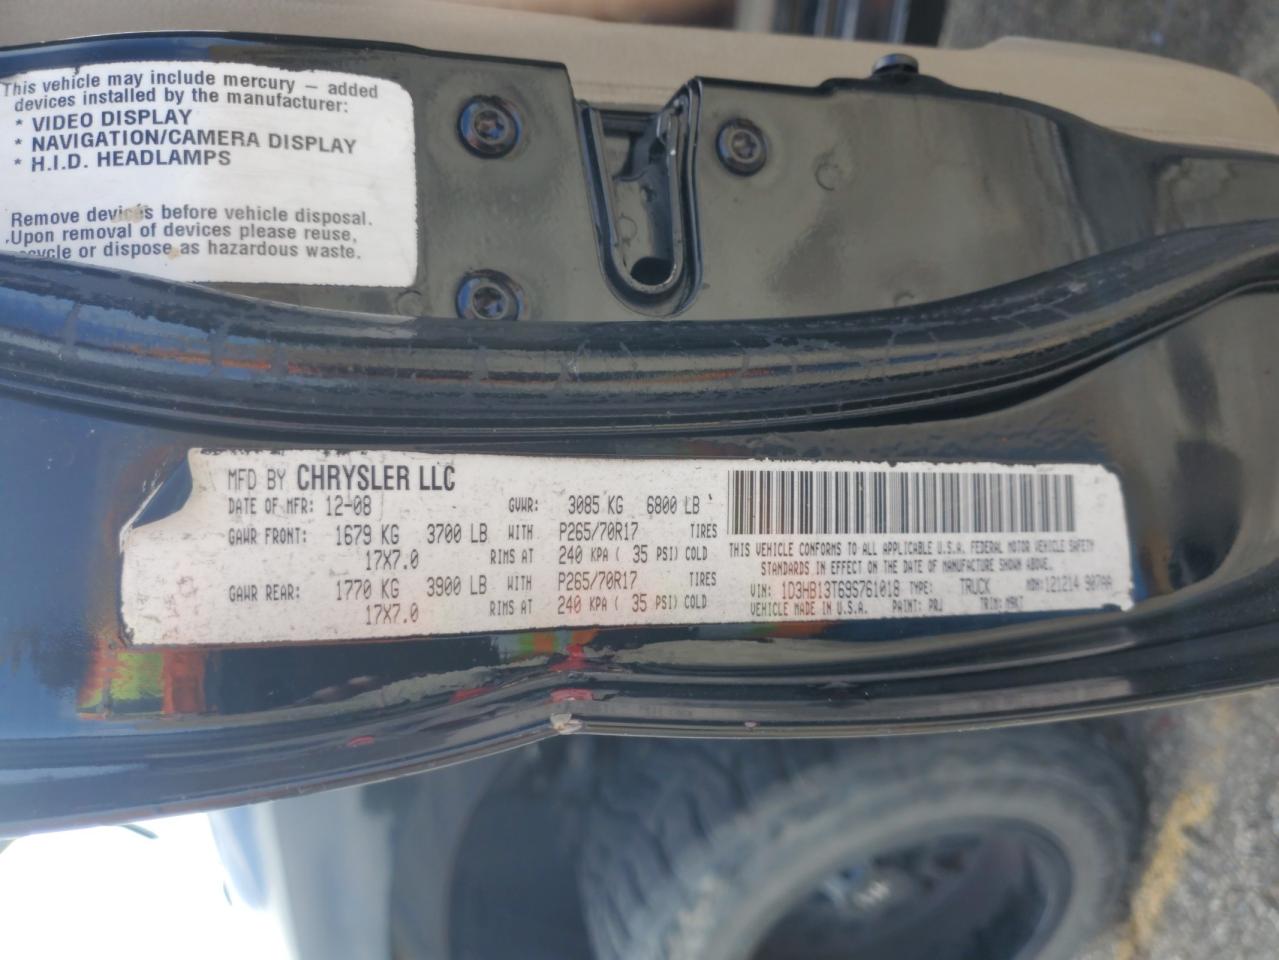 This vehicle may include mercury – added
devices installed by the manufacturer:
* VIDEO DISPLAY
* NAVIGATION/CAMERA DISPLAY
* H.I.D. HEADLAMPS
Remove devices before vehicle disposal.
Upon removal of devices please reuse,
recycle or dispose as hazardous waste.
MFD BY CHRYSLER LLC
DATE OF MFR: 12-08 GVWR: 3085 KG 6800 LB
GAWR FRONT: 1679 KG 3700 LB WITH P265/70R17 TIRES
17X7.0 RIMS AT 240 KPA ( 35 PSI) COLD
GAWR REAR: 1770 KG 3900 LB WITH P265/70R17 TIRES
17X7.0 RIMS AT 240 KPA ( 35 PSI) COLD
THIS VEHICLE CONFORMS TO ALL APPLICABLE U.S.A. FEDERAL MOTOR VEHICLE SAFETY
STANDARDS IN EFFECT ON THE DATE OF MANUFACTURE SHOWN ABOVE.
VIN: 1D3HB13T69S761018 TYPE: TRUCK MDH: 121214 907AA
VEHICLE MADE IN U.S.A. PAINT: PRJ TRIM: